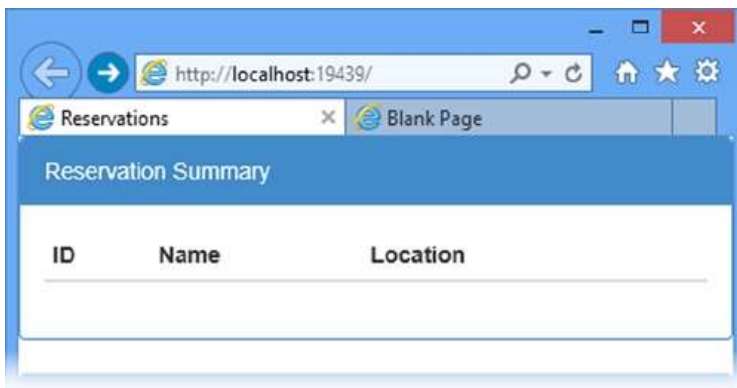 http://localhost:19439/
Reservations Blank Page
Reservation Summary
ID Name Location